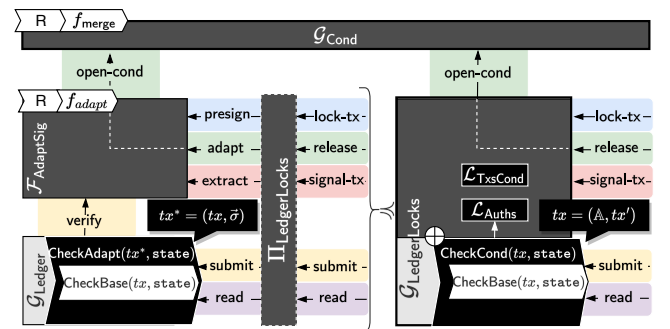 R f_merge
𝒢_Cond
open-cond
open-cond
R f_adapt
ℱ_AdaptSig
presign
adapt
extract
verify
Π_LedgerLocks
lock-tx
release
signal-tx
tx* = (tx, σ⃗)
𝒢_Ledger
CheckAdapt(tx*, state)
CheckBase(tx, state)
submit
read
submit
read
ℒ_TxsCond
ℒ_Auths
lock-tx
release
signal-tx
tx = (𝔸, tx′)
𝒢_LedgerLocks
CheckCond(tx, state)
CheckBase(tx, state)
submit
read